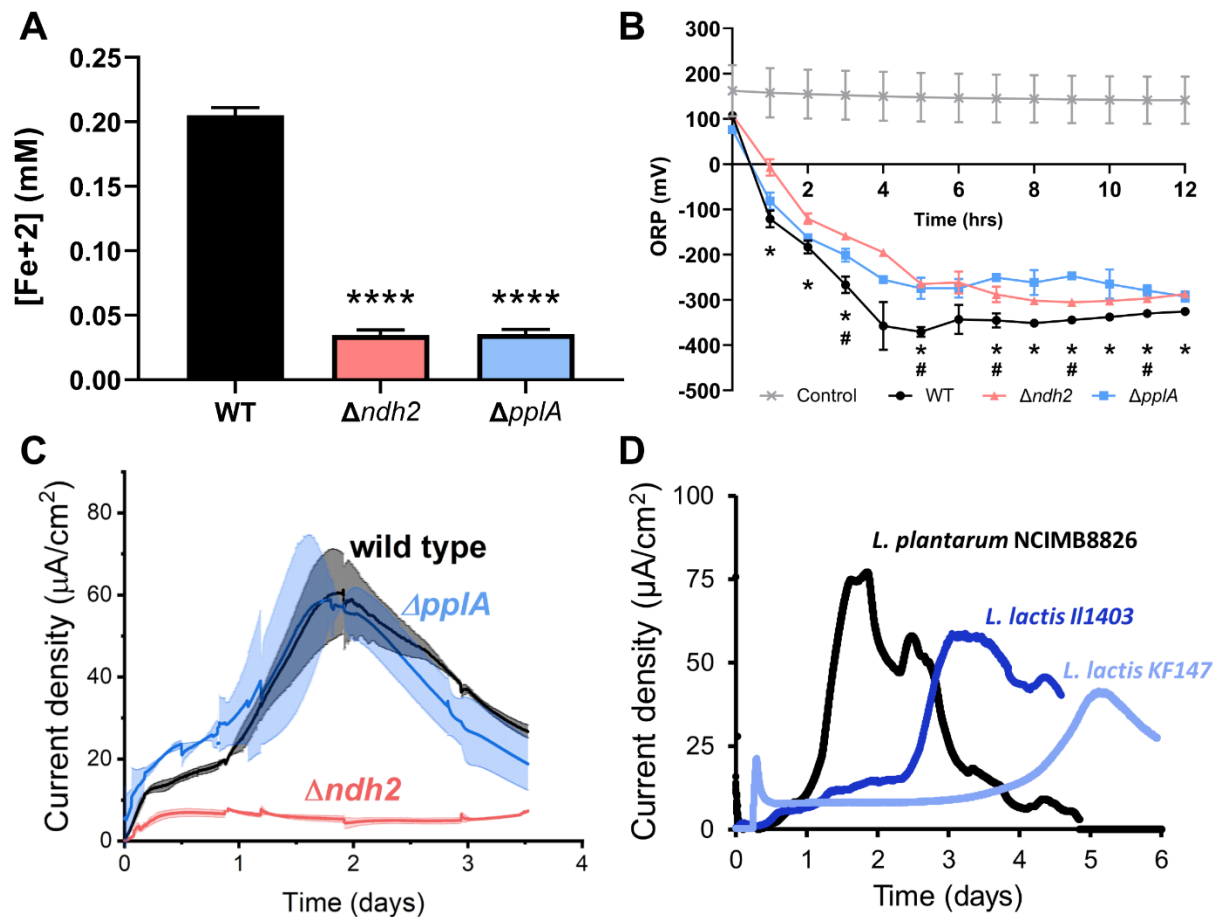 A
[Fe+2] (mM)
0.25
0.20
0.15
0.10
0.05
0.00
****
****
WT
Δndh2
ΔpplA
B
ORP (mV)
200
100
0
-100
-200
-300
-400
-500
2
4
6
8
10
12
Time (hrs)
*
*
*
#
*
#
*
#
*
*
#
*
*
#
*
Control
WT
Δndh2
ΔpplA
C
Current density (μA/cm²)
80
60
40
20
0
wild type
ΔpplA
Δndh2
0
1
2
3
4
Time (days)
D
Current density (μA/cm²)
100
75
50
25
0
L. plantarum NCIMB8826
L. lactis Il1403
L. lactis KF147
0
1
2
3
4
5
6
Time (days)